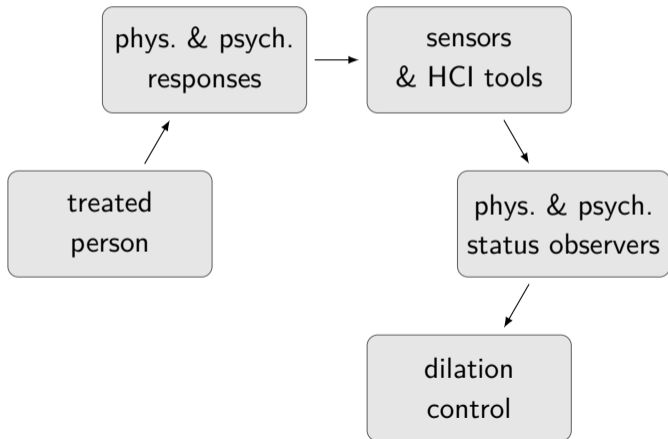 phys. & psych.
responses
sensors
& HCI tools
treated
person
phys. & psych.
status observers
dilation
control